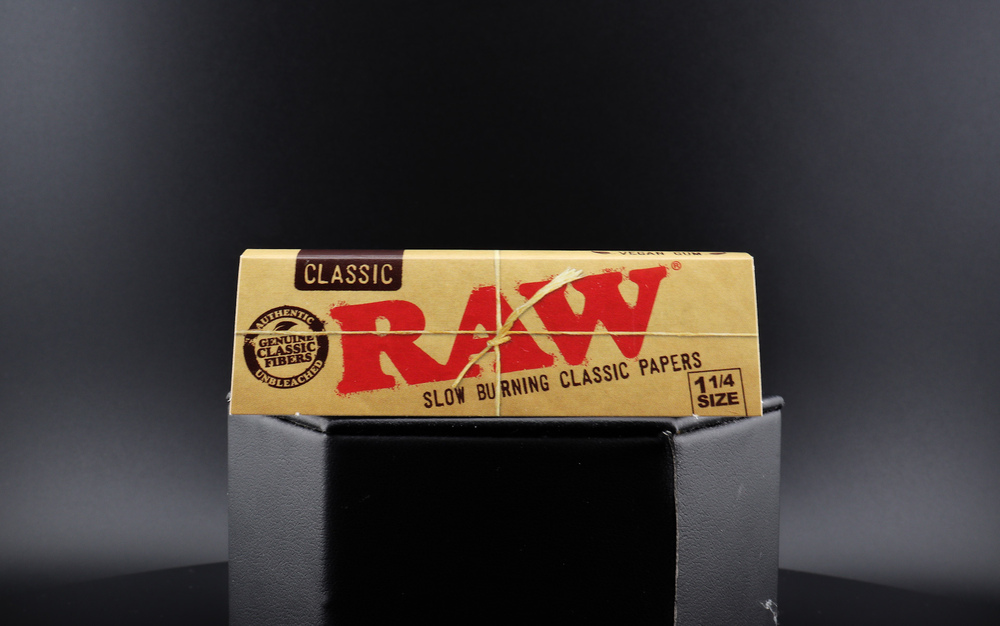 CLASSIC
VEGAN GUM
RAW®
AUTHENTIC
GENUINE
CLASSIC
FIBERS
UNBLEACHED
SLOW BURNING CLASSIC PAPERS
1 1/4
SIZE